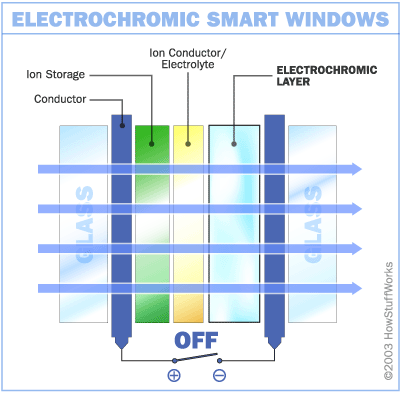 ELECTROCHROMIC SMART WINDOWS
Ion Conductor/
Electrolyte
Ion Storage
ELECTROCHROMIC
LAYER
Conductor
GLASS
GLASS
OFF
+ −
©2003 HowStuffWorks